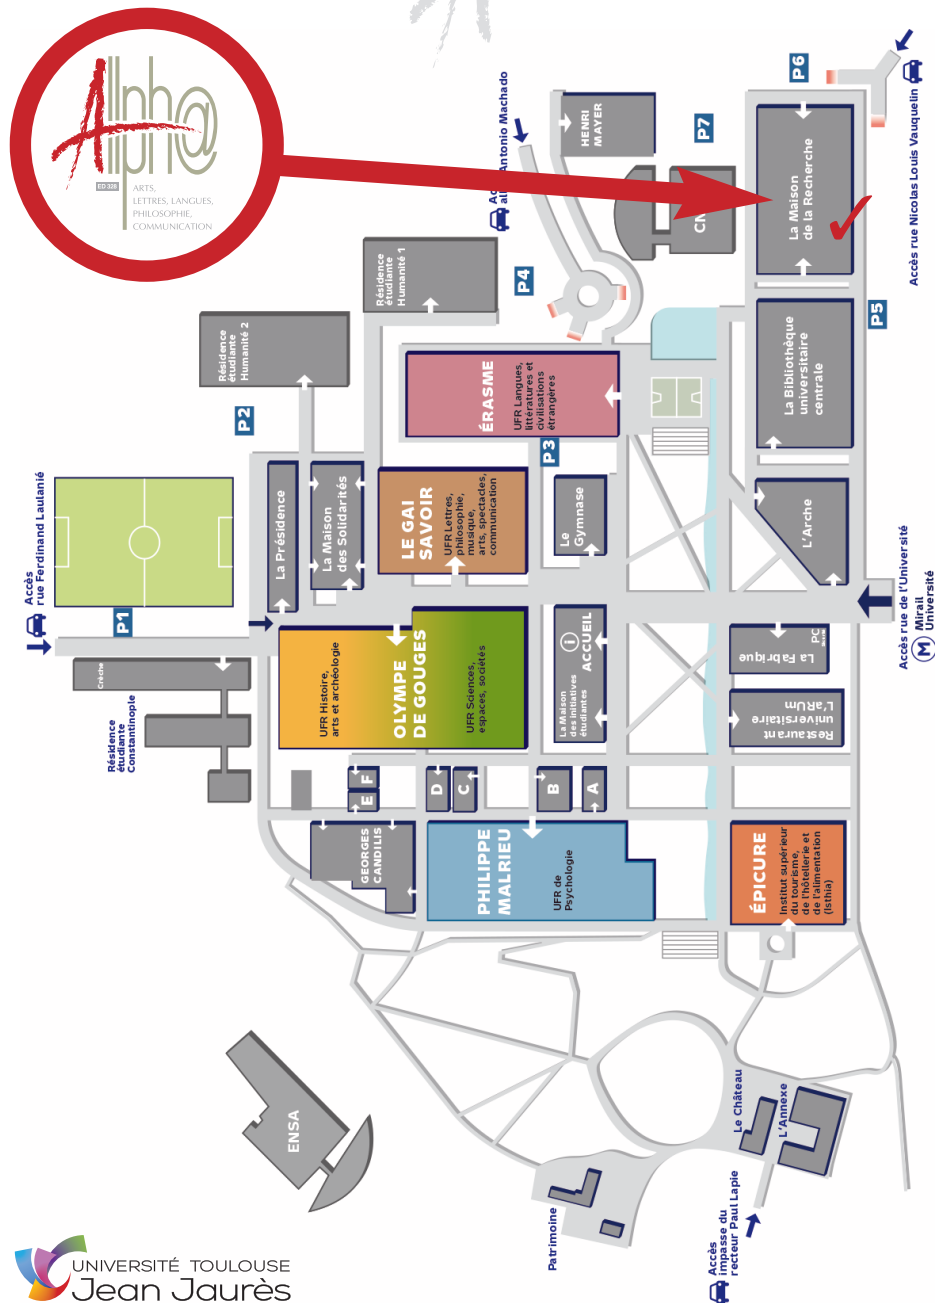 Allph@
ED 328
ARTS,
LETTRES, LANGUES,
PHILOSOPHIE,
COMMUNICATION
Accès
allée Antonio Machado
HENRI
MAYER
P7
P6
Accès rue Nicolas Louis Vauquelin
La Maison
de la Recherche
P5
P4
Résidence
étudiante
Humanité 1
Résidence
étudiante
Humanité 2
P2
ÉRASME
UFR Langues,
littératures et
civilisations
étrangères
P3
La Bibliothèque
universitaire
centrale
Accès
rue Ferdinand Laulanié
P1
La Présidence
La Maison
des Solidarités
LE GAI
SAVOIR
UFR Lettres,
philosophie,
musique,
arts, spectacles,
communication
Le
Gymnase
L'Arche
Accès rue de l'Université
M
Mirail
Université
Crèche
Résidence
étudiante
Constantinople
UFR Histoire,
arts et archéologie
OLYMPE
DE GOUGES
UFR Sciences,
espaces, sociétés
i
ACCUEIL
La Maison
des initiatives
étudiantes
La Fabrique
PC
Restaurant
universitaire
L'aRUm
F
E
D
C
B
A
GEORGES
CANDILIS
PHILIPPE
MALRIEU
UFR de
Psychologie
ÉPICURE
Institut supérieur
du tourisme,
de l'hôtellerie et
de l'alimentation
(Isthia)
ENSA
Le Château
L'Annexe
Patrimoine
Accès
impasse du
recteur Paul Lapie
UNIVERSITÉ TOULOUSE
Jean Jaurès